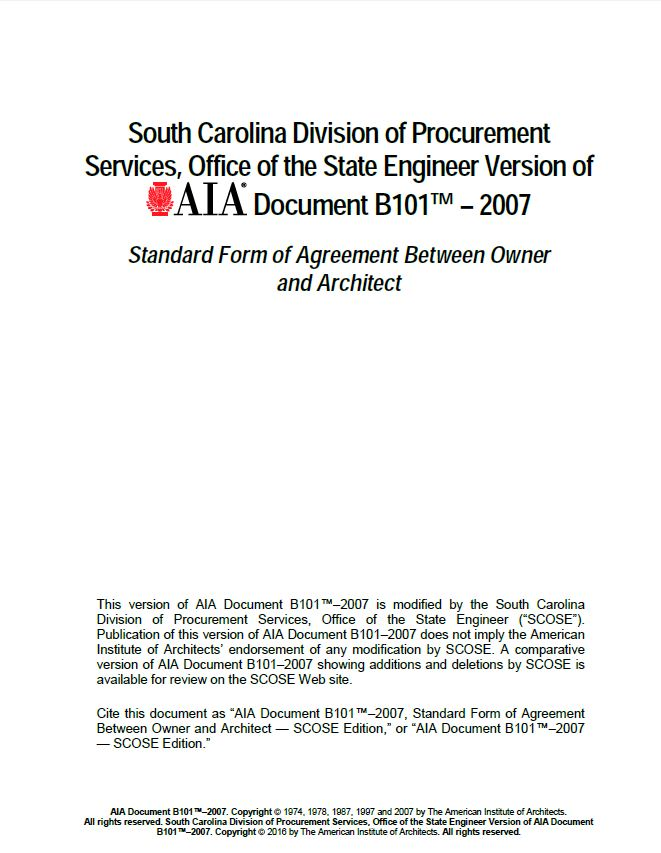 South Carolina Division of Procurement
Services, Office of the State Engineer Version of
AIA® Document B101™ – 2007
Standard Form of Agreement Between Owner
and Architect
This version of AIA Document B101™–2007 is modified by the South Carolina
Division of Procurement Services, Office of the State Engineer (“SCOSE”).
Publication of this version of AIA Document B101–2007 does not imply the American
Institute of Architects’ endorsement of any modification by SCOSE. A comparative
version of AIA Document B101–2007 showing additions and deletions by SCOSE is
available for review on the SCOSE Web site.
Cite this document as “AIA Document B101™–2007, Standard Form of Agreement
Between Owner and Architect — SCOSE Edition,” or “AIA Document B101™–2007
— SCOSE Edition.”
AIA Document B101™–2007. Copyright © 1974, 1978, 1987, 1997 and 2007 by The American Institute of Architects.
All rights reserved. South Carolina Division of Procurement Services, Office of the State Engineer Version of AIA Document
B101™–2007. Copyright © 2016 by The American Institute of Architects. All rights reserved.